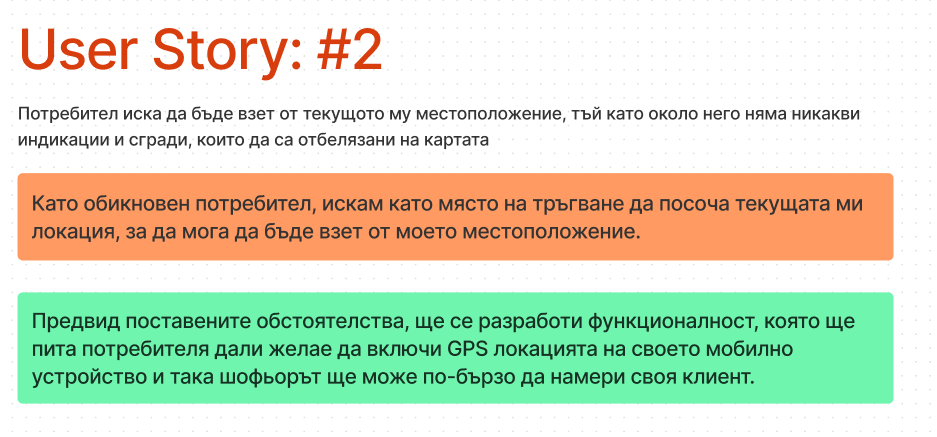 User Story: #2
Потребител иска да бъде взет от текущото му местоположение, тъй като около него няма никакви
индикации и сгради, които да са отбелязани на картата
Като обикновен потребител, искам като място на тръгване да посоча текущата ми
локация, за да мога да бъде взет от моето местоположение.
Предвид поставените обстоятелства, ще се разработи функционалност, която ще
пита потребителя дали желае да включи GPS локацията на своето мобилно
устройство и така шофьорът ще може по-бързо да намери своя клиент.